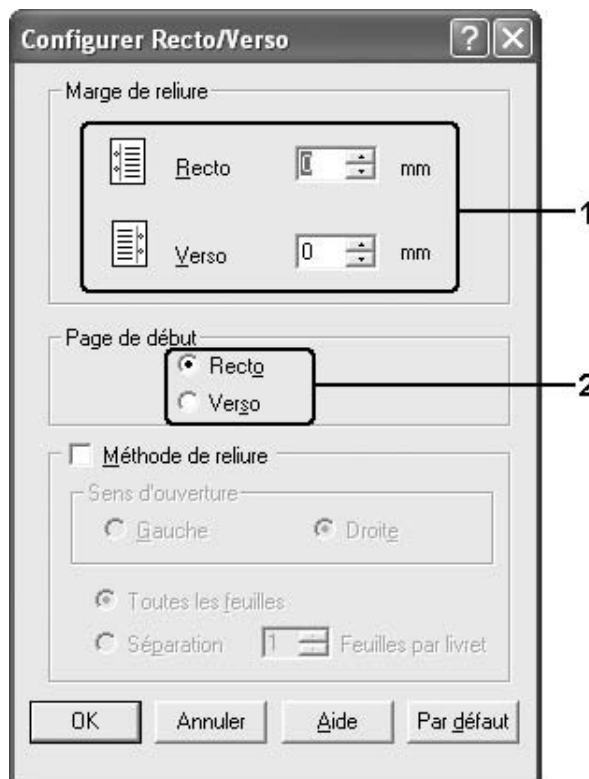 Configurer Recto/Verso
Marge de reliure
Recto 0 mm
1
Verso 0 mm
Page de début
Recto
2
Verso
Méthode de reliure
Sens d'ouverture
Gauche Droite
Toutes les feuilles
Séparation 1 Feuilles par livret
OK Annuler Aide Par défaut